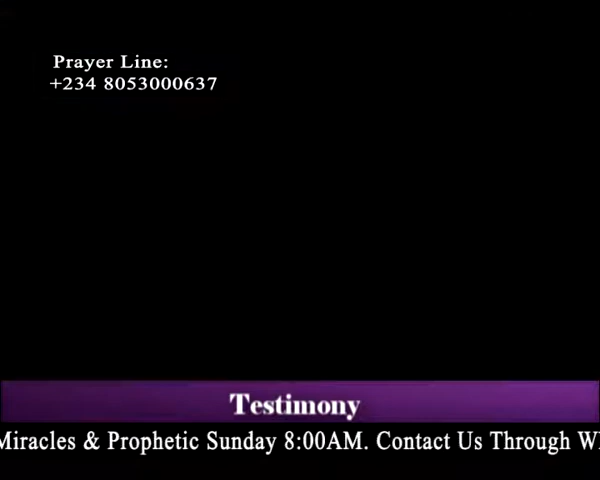 Prayer Line:
+234 8053000637
Testimony
Miracles & Prophetic Sunday 8:00AM. Contact Us Through